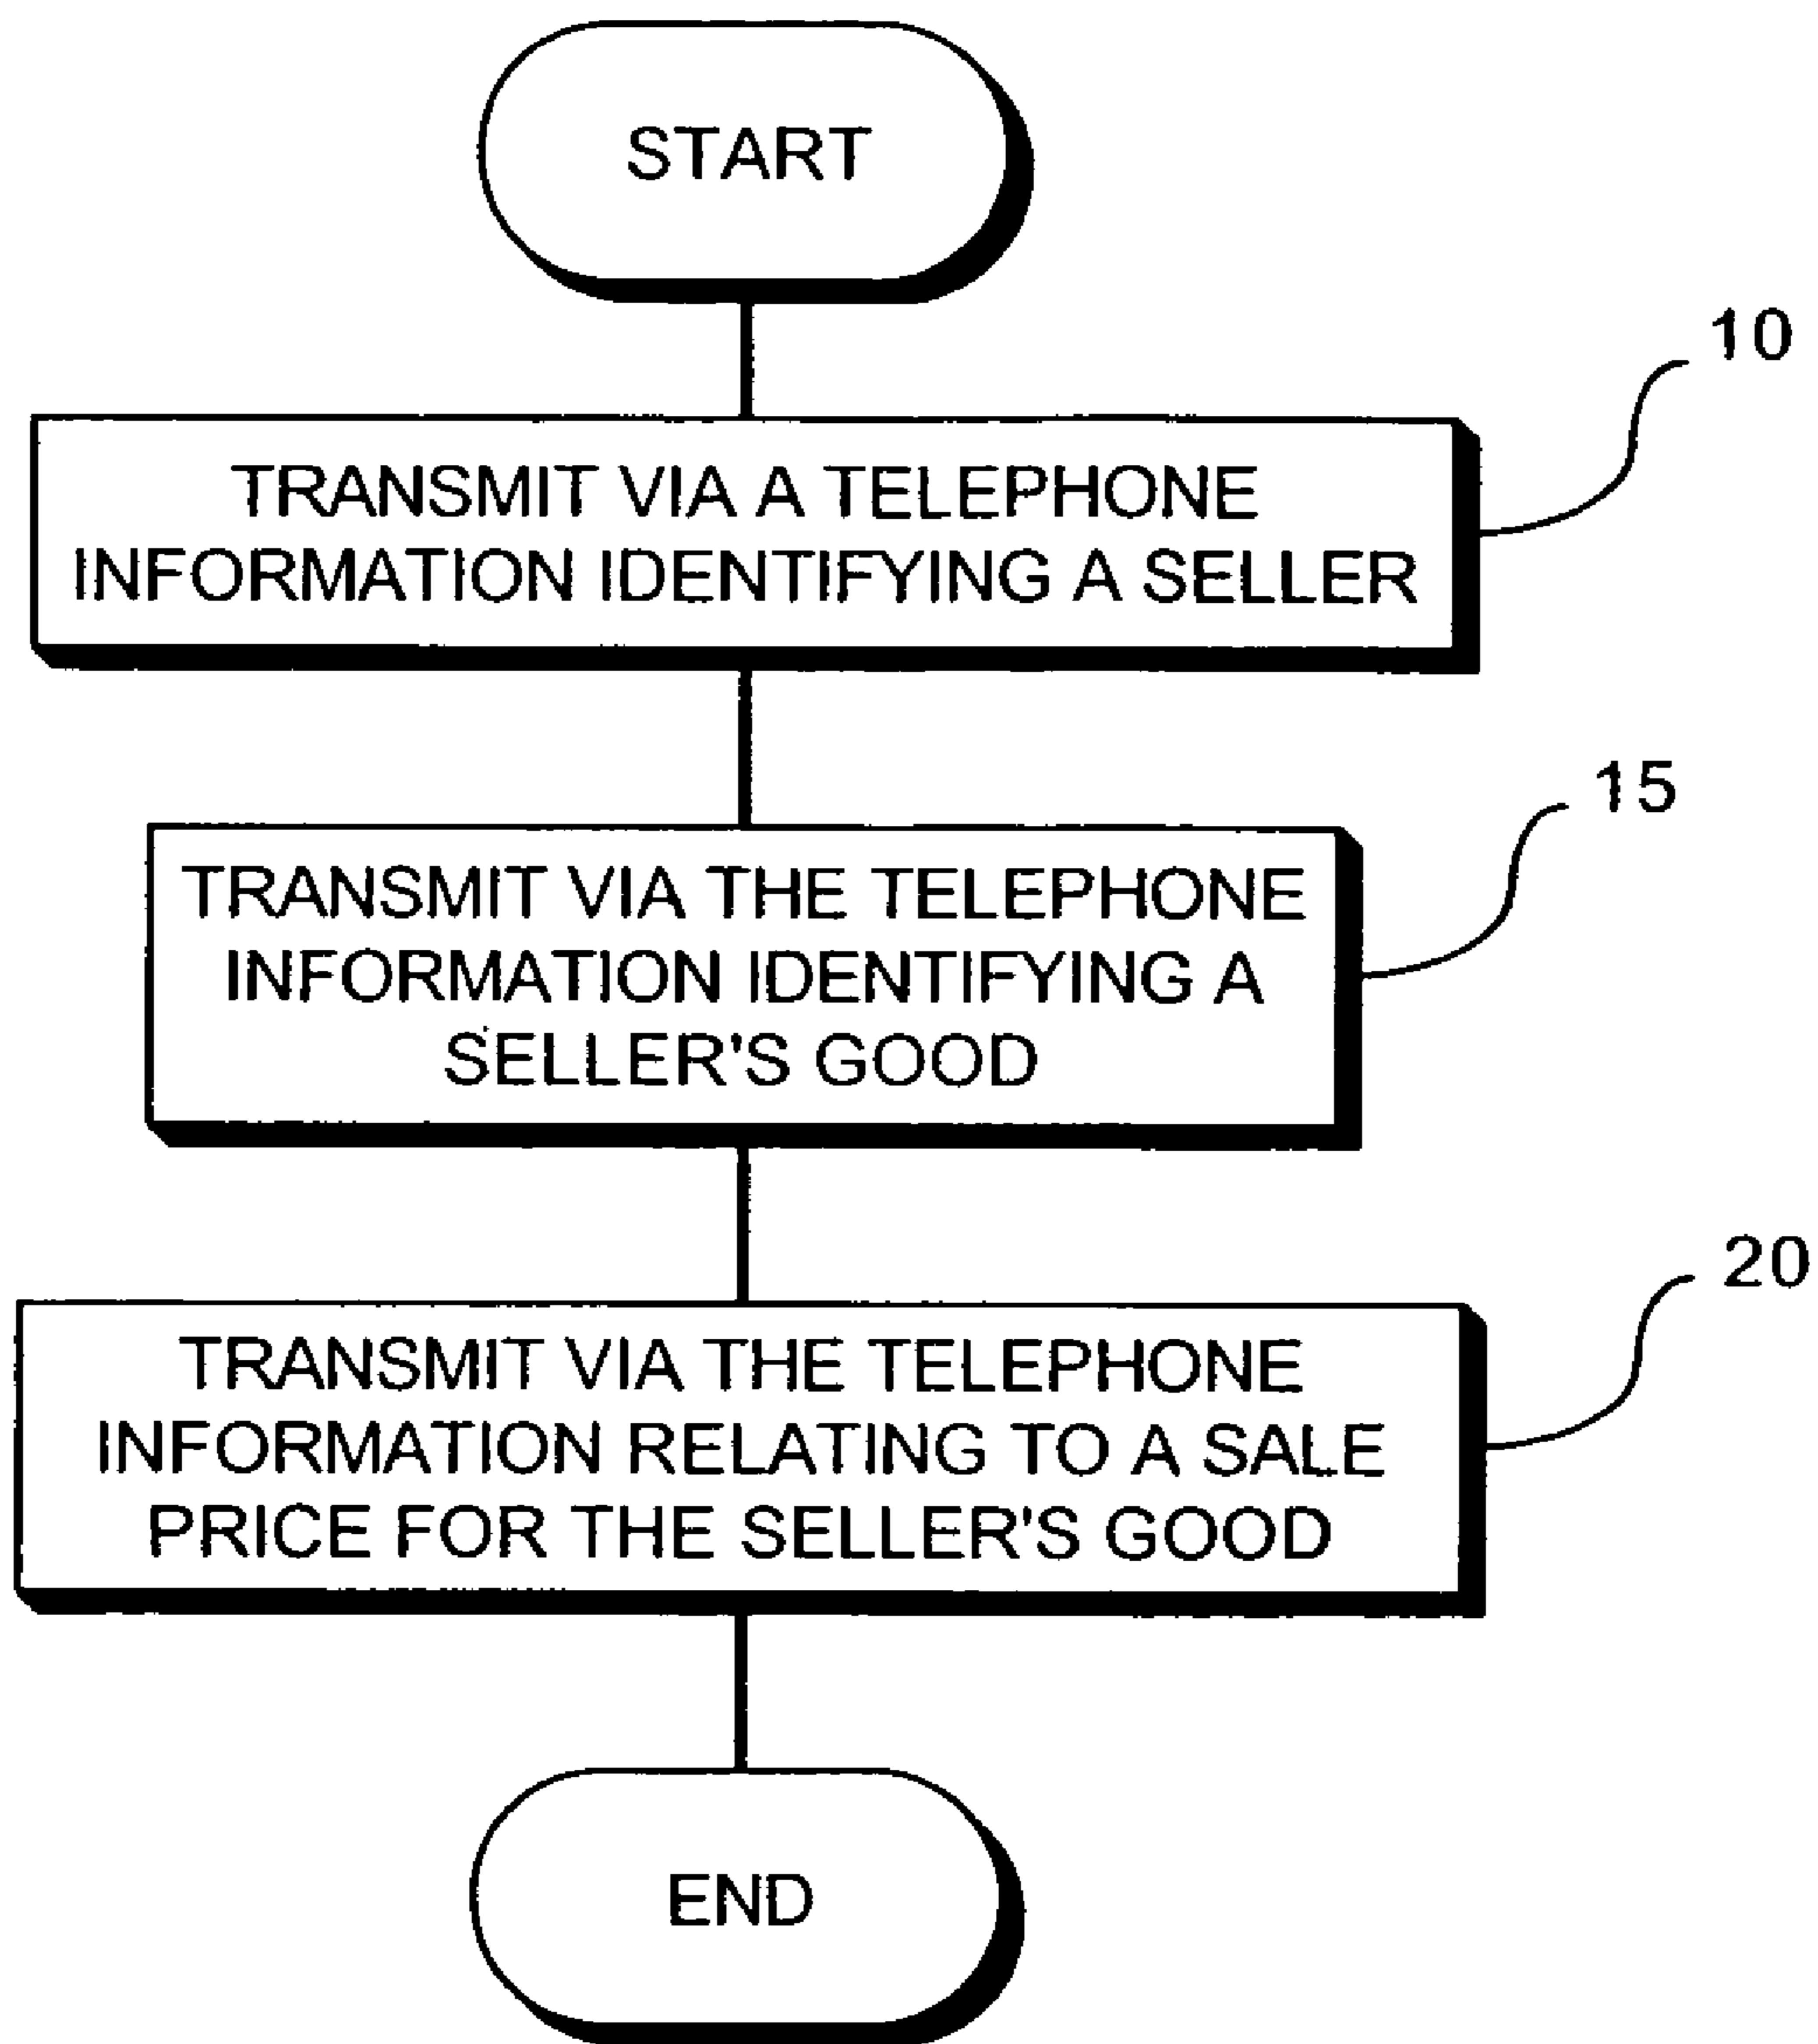 START
10
TRANSMIT VIA A TELEPHONE
INFORMATION IDENTIFYING A SELLER
15
TRANSMIT VIA THE TELEPHONE
INFORMATION IDENTIFYING A
SELLER'S GOOD
20
TRANSMIT VIA THE TELEPHONE
INFORMATION RELATING TO A SALE
PRICE FOR THE SELLER'S GOOD
END